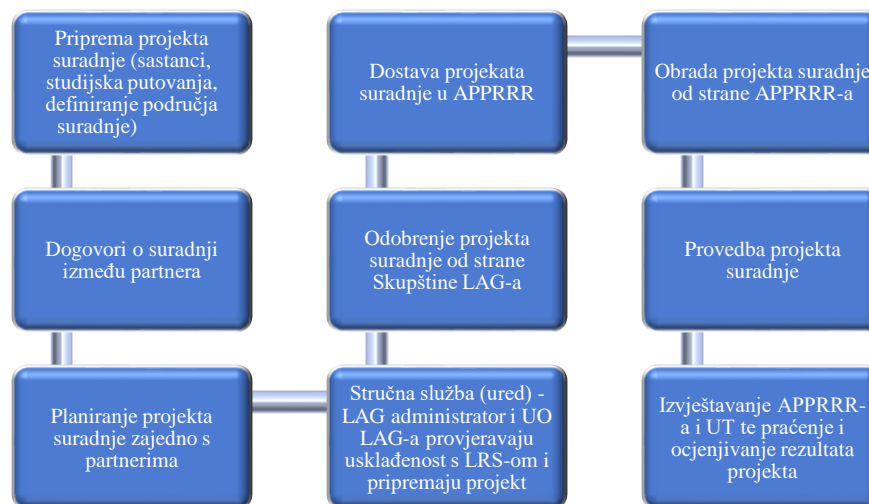 Priprema projekta
suradnje (sastanci,
studijska putovanja,
definiranje područja
suradnje)
Dogovori o suradnji
između partnera
Planiranje projekta
suradnje zajedno s
partnerima
Stručna služba (ured) -
LAG administrator i UO
LAG-a provjeravaju
usklađenost s LRS-om i
pripremaju projekt
Odobrenje projekta
suradnje od strane
Skupštine LAG-a
Dostava projekata
suradnje u APPRRR
Obrada projekta suradnje
od strane APPRRR-a
Provedba projekta
suradnje
Izvještavanje APPRRR-
a i UT te praćenje i
ocjenjivanje rezultata
projekta